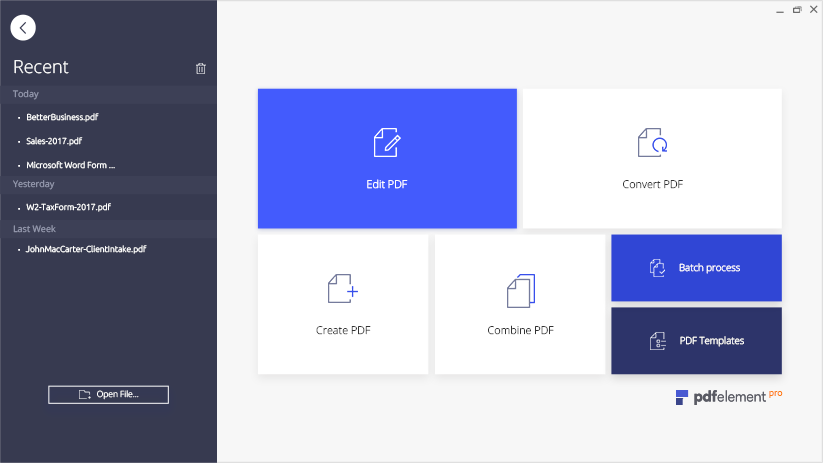 Recent
Today
BetterBusiness.pdf
Sales-2017.pdf
Microsoft Word Form ...
Yesterday
W2-TaxForm-2017.pdf
Last Week
JohnMacCarter-ClientIntake.pdf
Open File...
Edit PDF
Convert PDF
Create PDF
Combine PDF
Batch process
PDF Templates
pdfelement pro